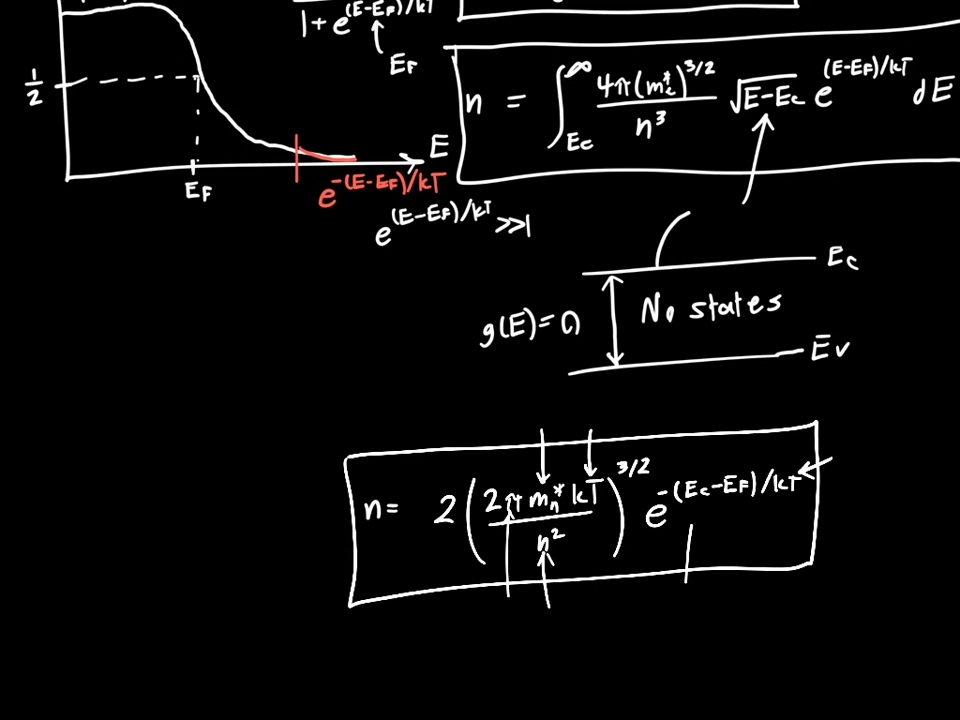 1 + e^(E-EF)/kT
EF
1/2
n = ∫_Ec^∞ 4π(m*c)^3/2 / n^3 √E-Ec e^(E-EF)/kT dE
E
EF
e^-(E-EF)/kT
e^(E-EF)/kT >>1
Ec
g(E)=0
No states
Ev
n= 2(2π m*n kT / h^2)^3/2 e^-(Ec-EF)/kT